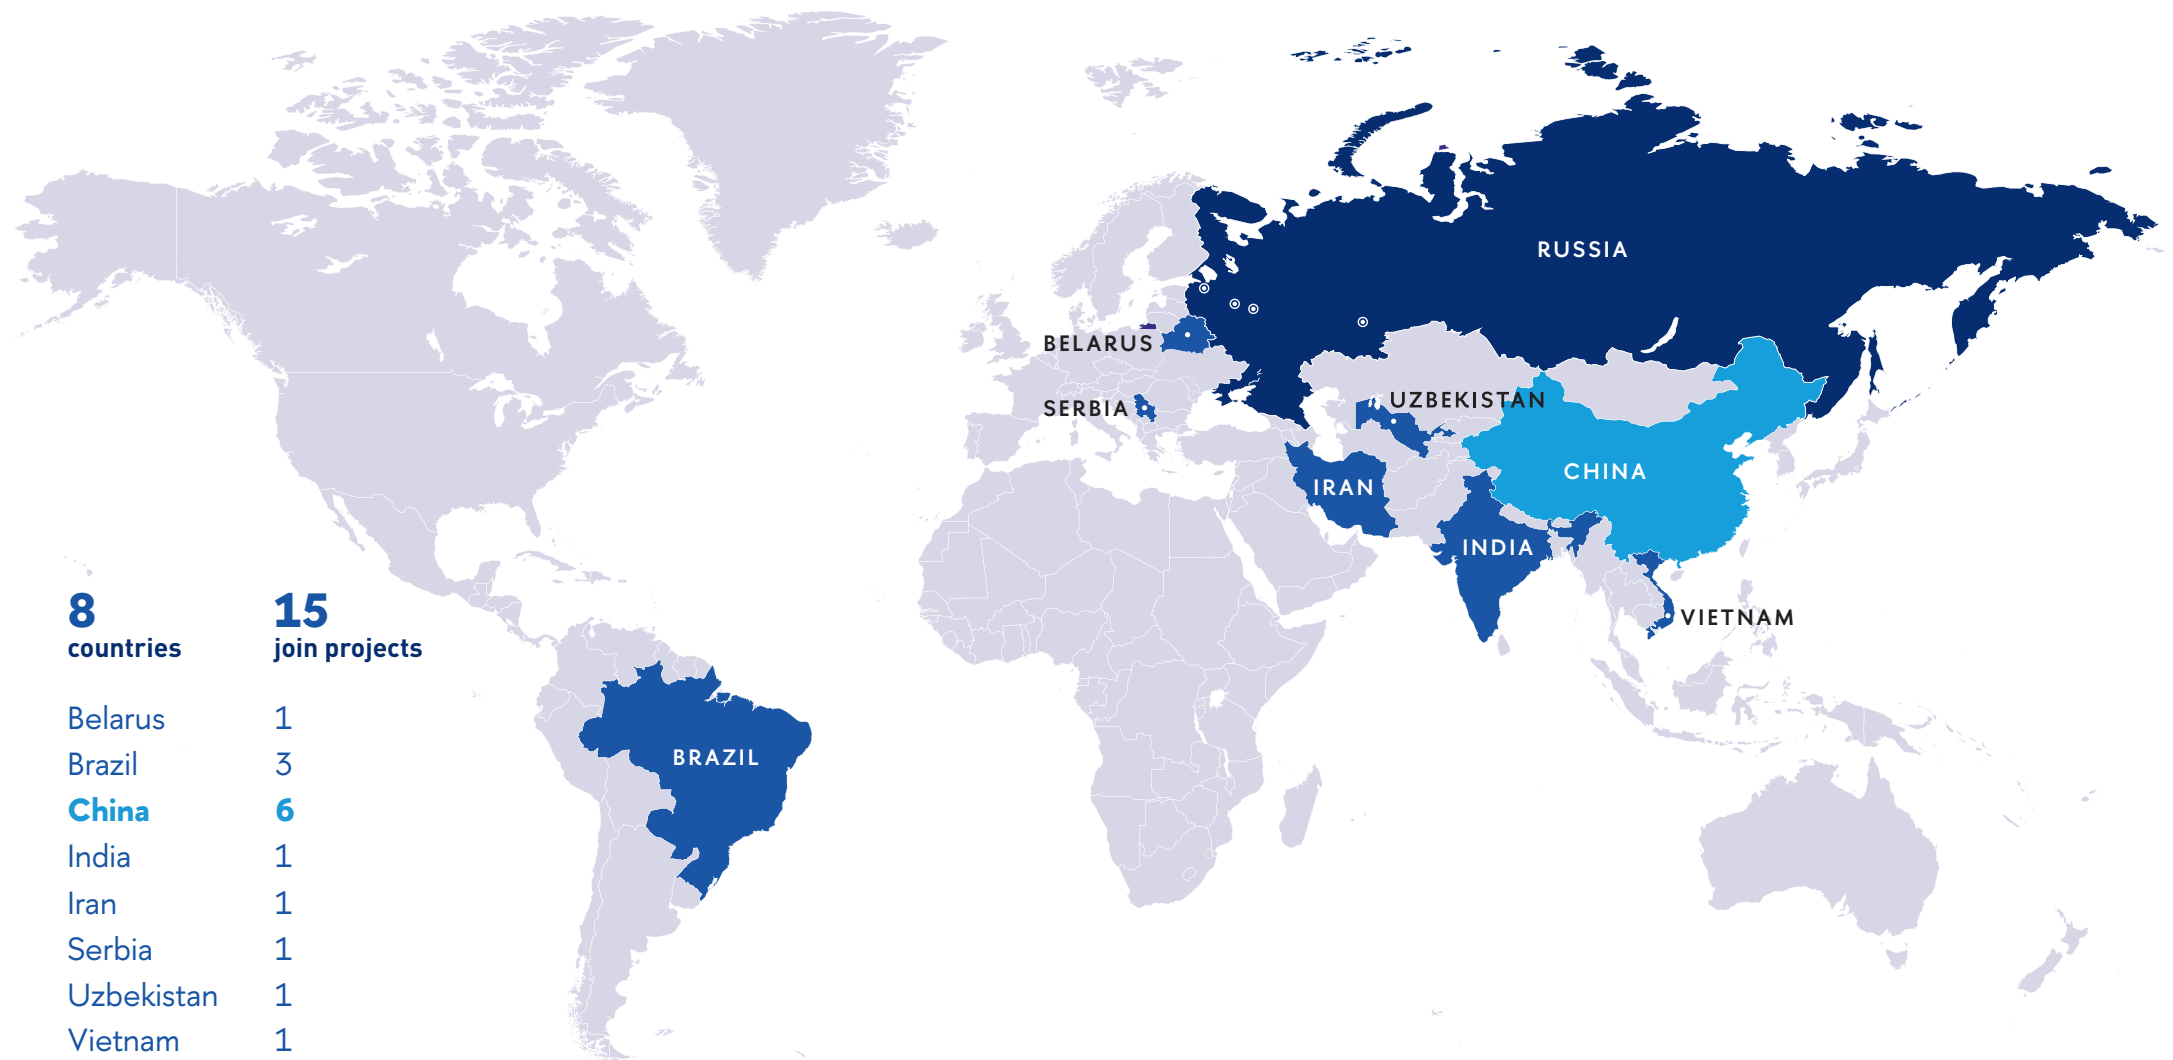 RUSSIA
BELARUS
UZBEKISTAN
SERBIA
CHINA
IRAN
INDIA
VIETNAM
BRAZIL
8 15
countries join projects
Belarus 1
Brazil 3
China 6
India 1
Iran 1
Serbia 1
Uzbekistan 1
Vietnam 1